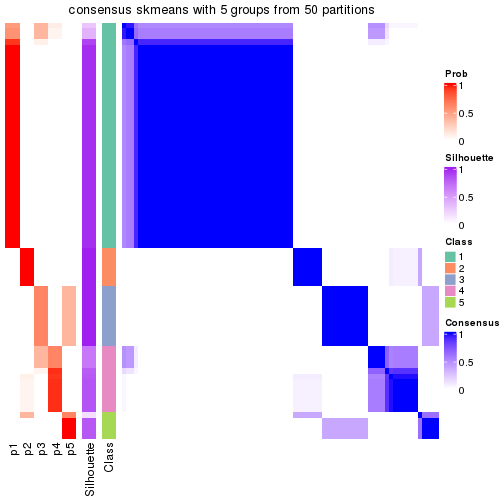 consensus skmeans with 5 groups from 50 partitions
Prob
1
0.5
0
Silhouette
1
0.5
0
Class
1
2
3
4
5
Consensus
1
0.5
0
p1
p2
p3
p4
p5
Silhouette
Class